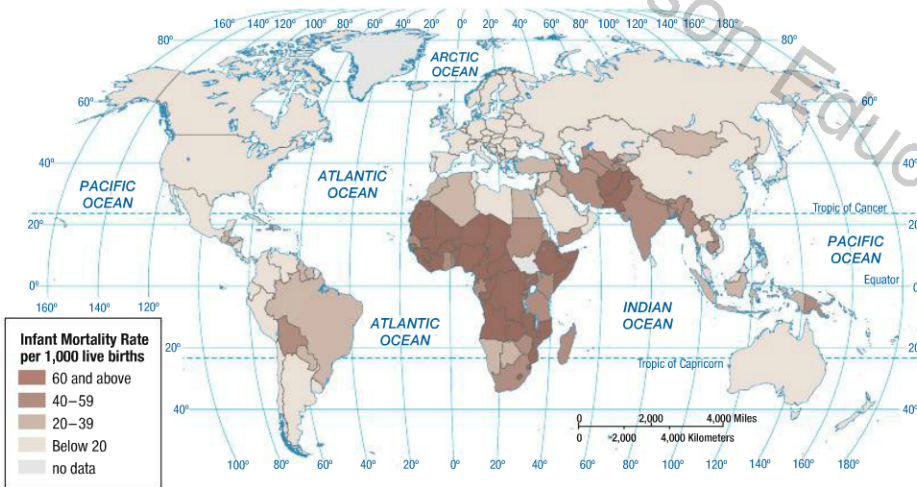 160° 140° 120° 100° 80° 60° 40° 20° 0° 20° 40° 60° 80° 100° 120° 140° 160° 180°
80°
80°
ARCTIC
OCEAN
60°
60°
40°
40°
ATLANTIC
OCEAN
PACIFIC
OCEAN
20°
Tropic of Cancer
20°
PACIFIC
OCEAN
0°
Equator
160° 140° 120°
INDIAN
OCEAN
ATLANTIC
OCEAN
20°
Tropic of Capricorn
40°
Infant Mortality Rate
per 1,000 live births
60 and above
40–59
20–39
Below 20
no data
0 2,000 4,000 Miles
0 2,000 4,000 Kilometers
100° 80° 60° 40° 20° 0° 20° 40° 60° 80° 100° 120° 140° 160° 180°